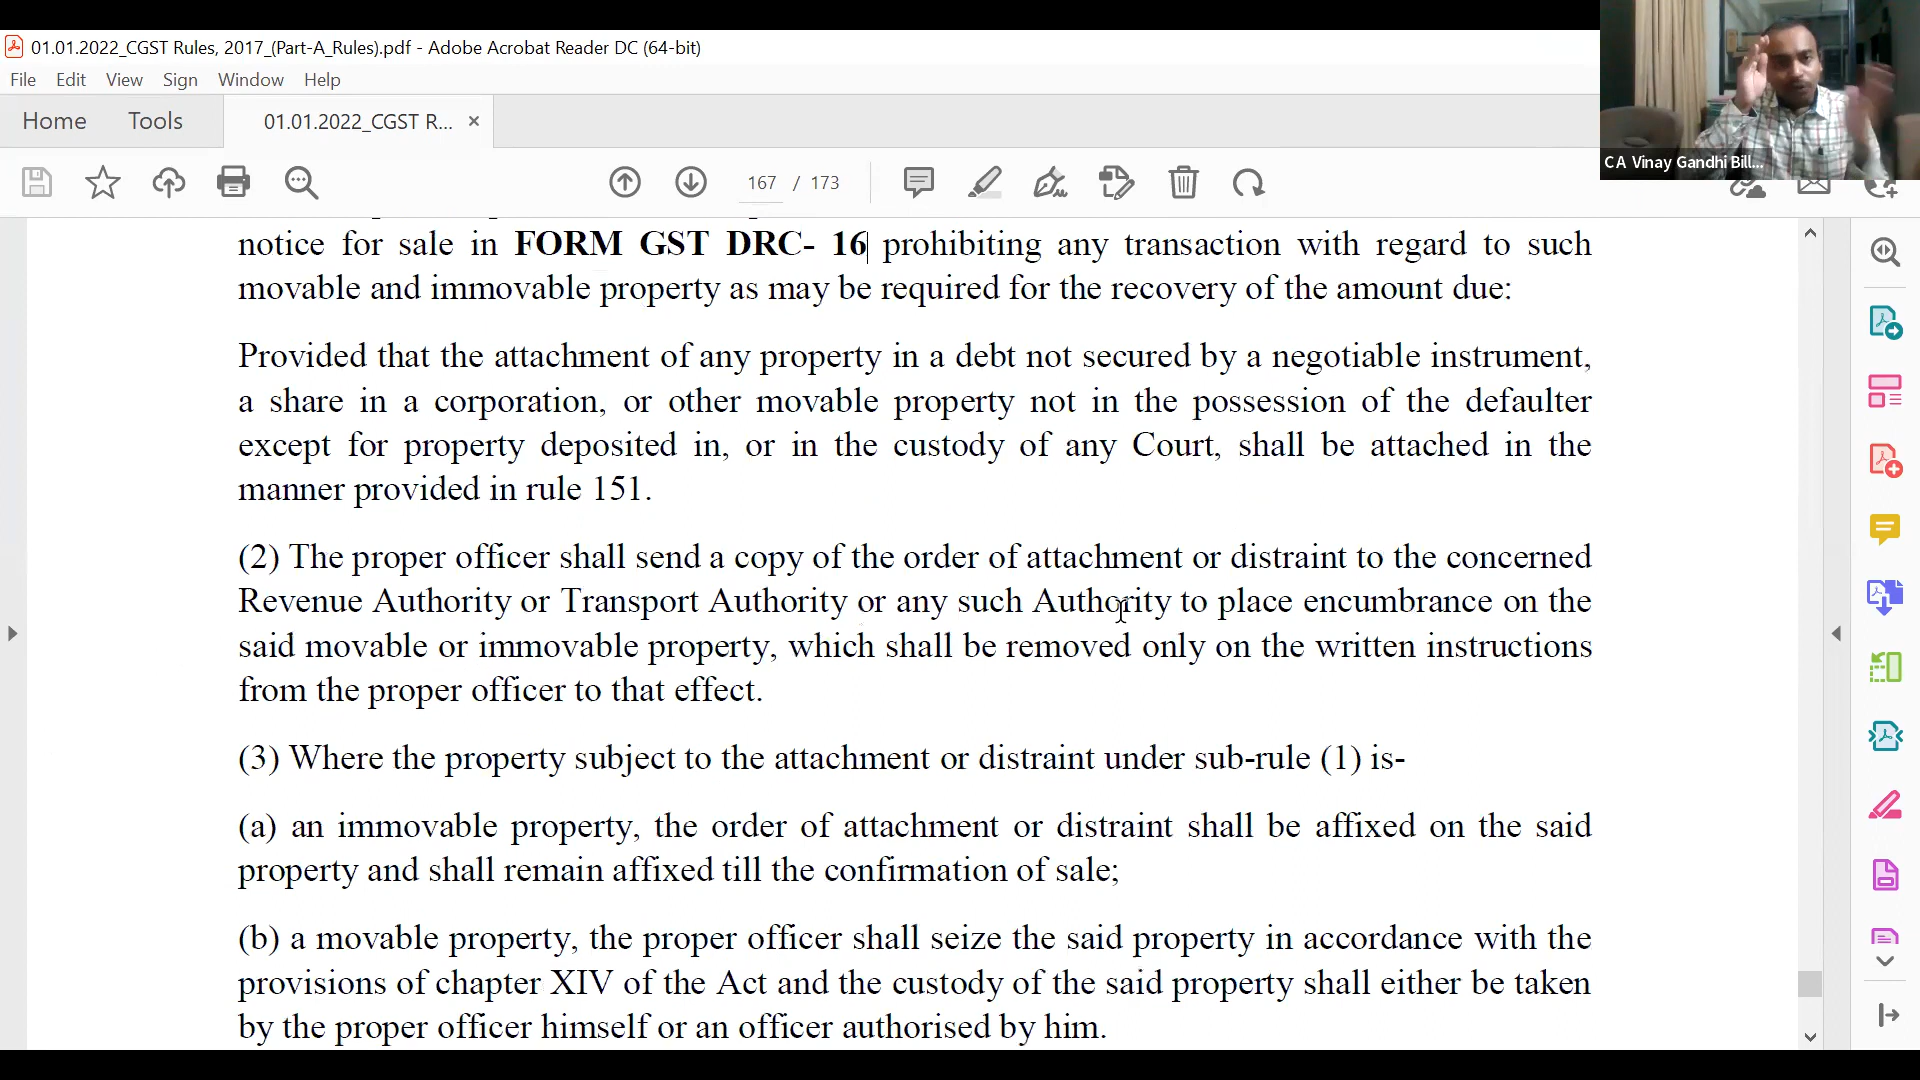 01.01.2022_CGST Rules, 2017_(Part-A_Rules).pdf - Adobe Acrobat Reader DC (64-bit)
File Edit View Sign Window Help
Home Tools 01.01.2022_CGST R... ×
167 / 173
C A Vinay Gandhi Bill...
notice for sale in FORM GST DRC- 16 prohibiting any transaction with regard to such
movable and immovable property as may be required for the recovery of the amount due:
Provided that the attachment of any property in a debt not secured by a negotiable instrument,
a share in a corporation, or other movable property not in the possession of the defaulter
except for property deposited in, or in the custody of any Court, shall be attached in the
manner provided in rule 151.
(2) The proper officer shall send a copy of the order of attachment or distraint to the concerned
Revenue Authority or Transport Authority or any such Authority to place encumbrance on the
said movable or immovable property, which shall be removed only on the written instructions
from the proper officer to that effect.
(3) Where the property subject to the attachment or distraint under sub-rule (1) is-
(a) an immovable property, the order of attachment or distraint shall be affixed on the said
property and shall remain affixed till the confirmation of sale;
(b) a movable property, the proper officer shall seize the said property in accordance with the
provisions of chapter XIV of the Act and the custody of the said property shall either be taken
by the proper officer himself or an officer authorised by him.